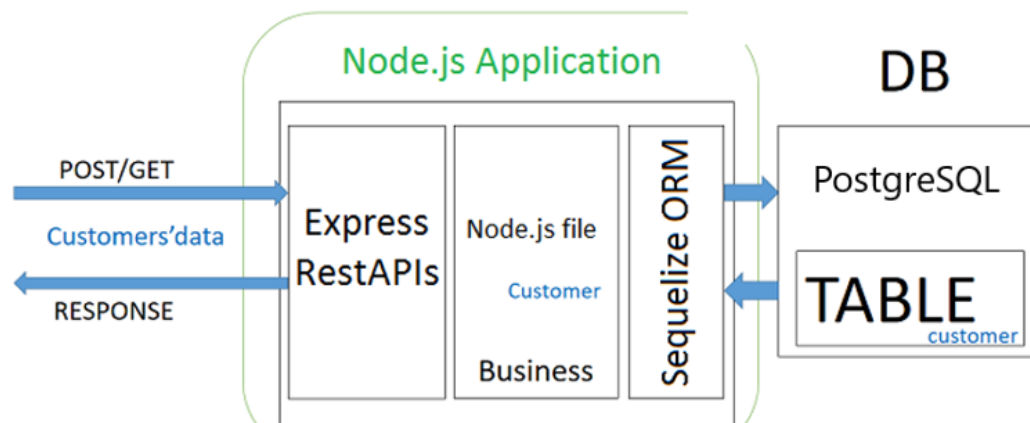 Node.js Application
DB
POST/GET
Customers'data
RESPONSE
Express
RestAPIs
Node.js file
Customer
Business
Sequelize ORM
PostgreSQL
TABLE
customer